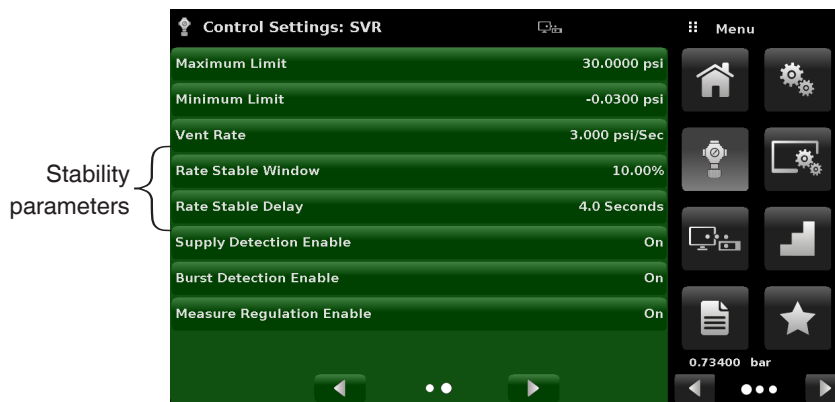 Control Settings: SVR
Menu
Maximum Limit 30.0000 psi
Minimum Limit -0.0300 psi
Vent Rate 3.000 psi/Sec
Stability
parameters
Rate Stable Window 10.00%
Rate Stable Delay 4.0 Seconds
Supply Detection Enable On
Burst Detection Enable On
Measure Regulation Enable On
0.73400 bar